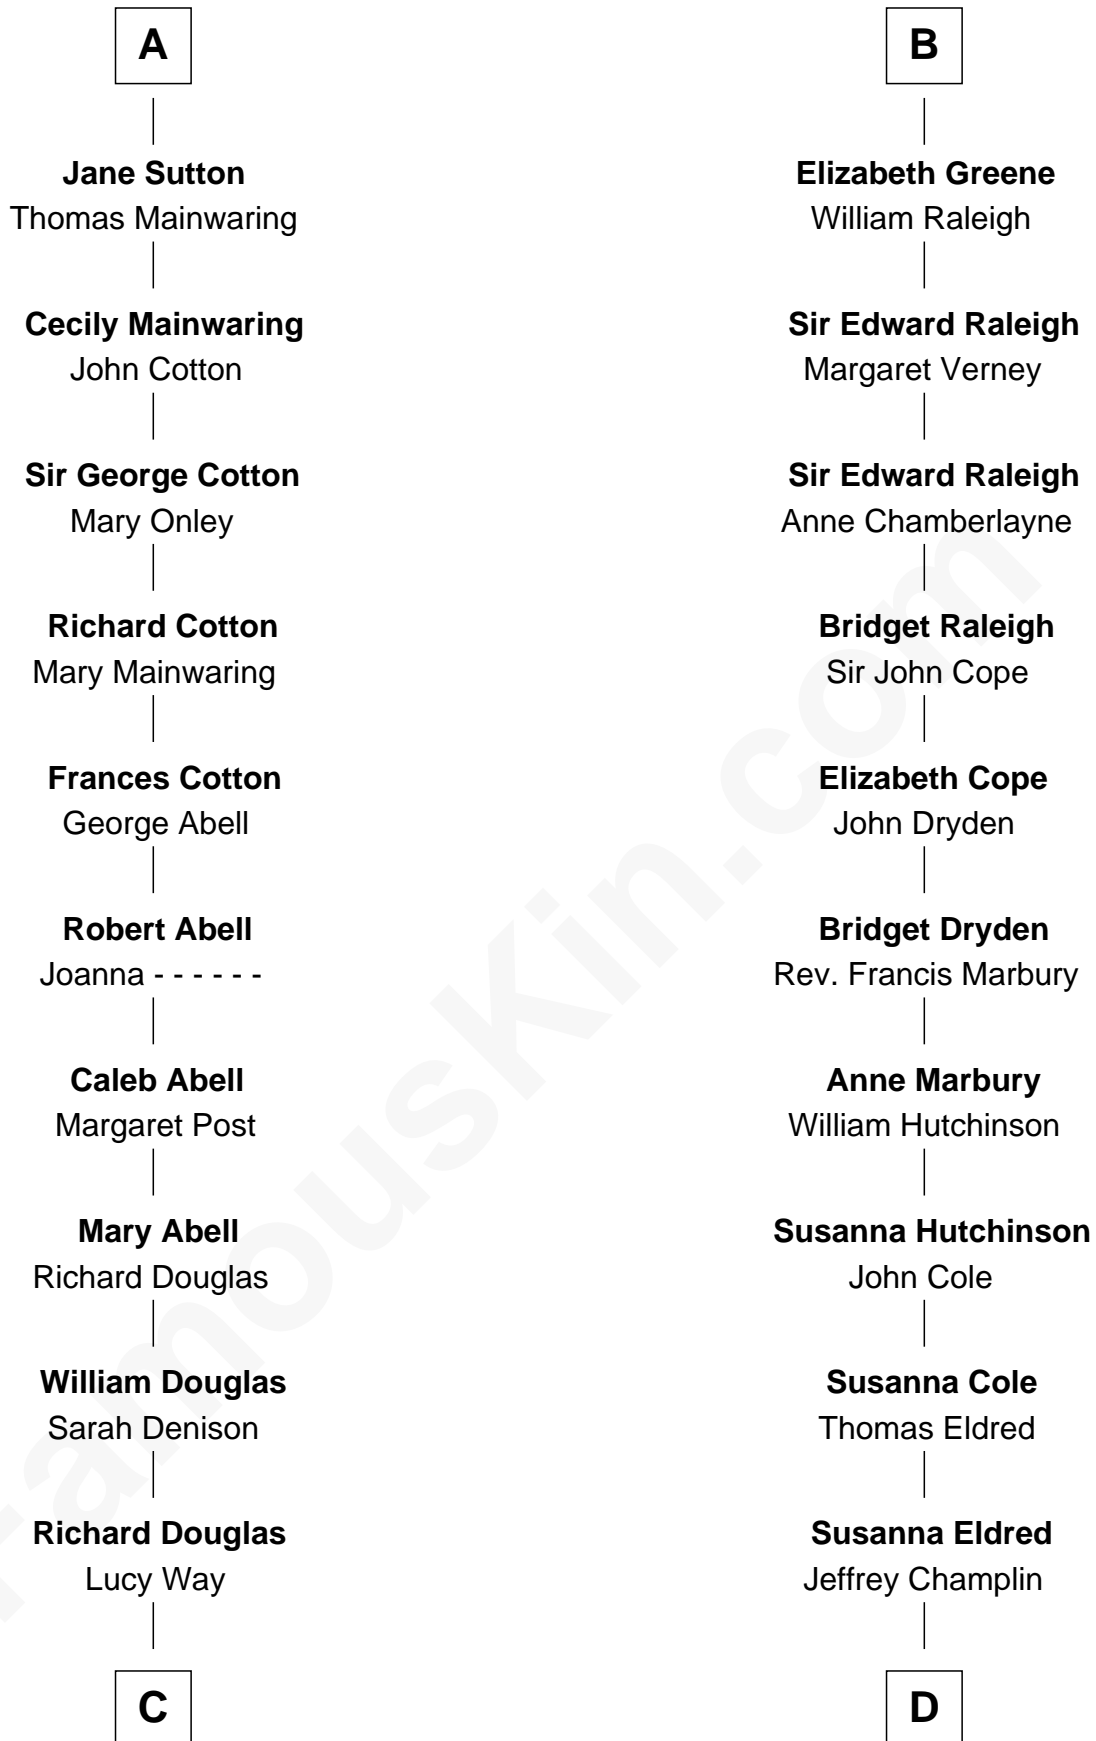 A
Jane Sutton
Thomas Mainwaring
Cecily Mainwaring
John Cotton
Sir George Cotton
Mary Onley
Richard Cotton
Mary Mainwaring
Frances Cotton
George Abell
Robert Abell
Joanna - - - - - -
Caleb Abell
Margaret Post
Mary Abell
Richard Douglas
William Douglas
Sarah Denison
Richard Douglas
Lucy Way
C
B
Elizabeth Greene
William Raleigh
Sir Edward Raleigh
Margaret Verney
Sir Edward Raleigh
Anne Chamberlayne
Bridget Raleigh
Sir John Cope
Elizabeth Cope
John Dryden
Bridget Dryden
Rev. Francis Marbury
Anne Marbury
William Hutchinson
Susanna Hutchinson
John Cole
Susanna Cole
Thomas Eldred
Susanna Eldred
Jeffrey Champlin
D
FamousKin.com